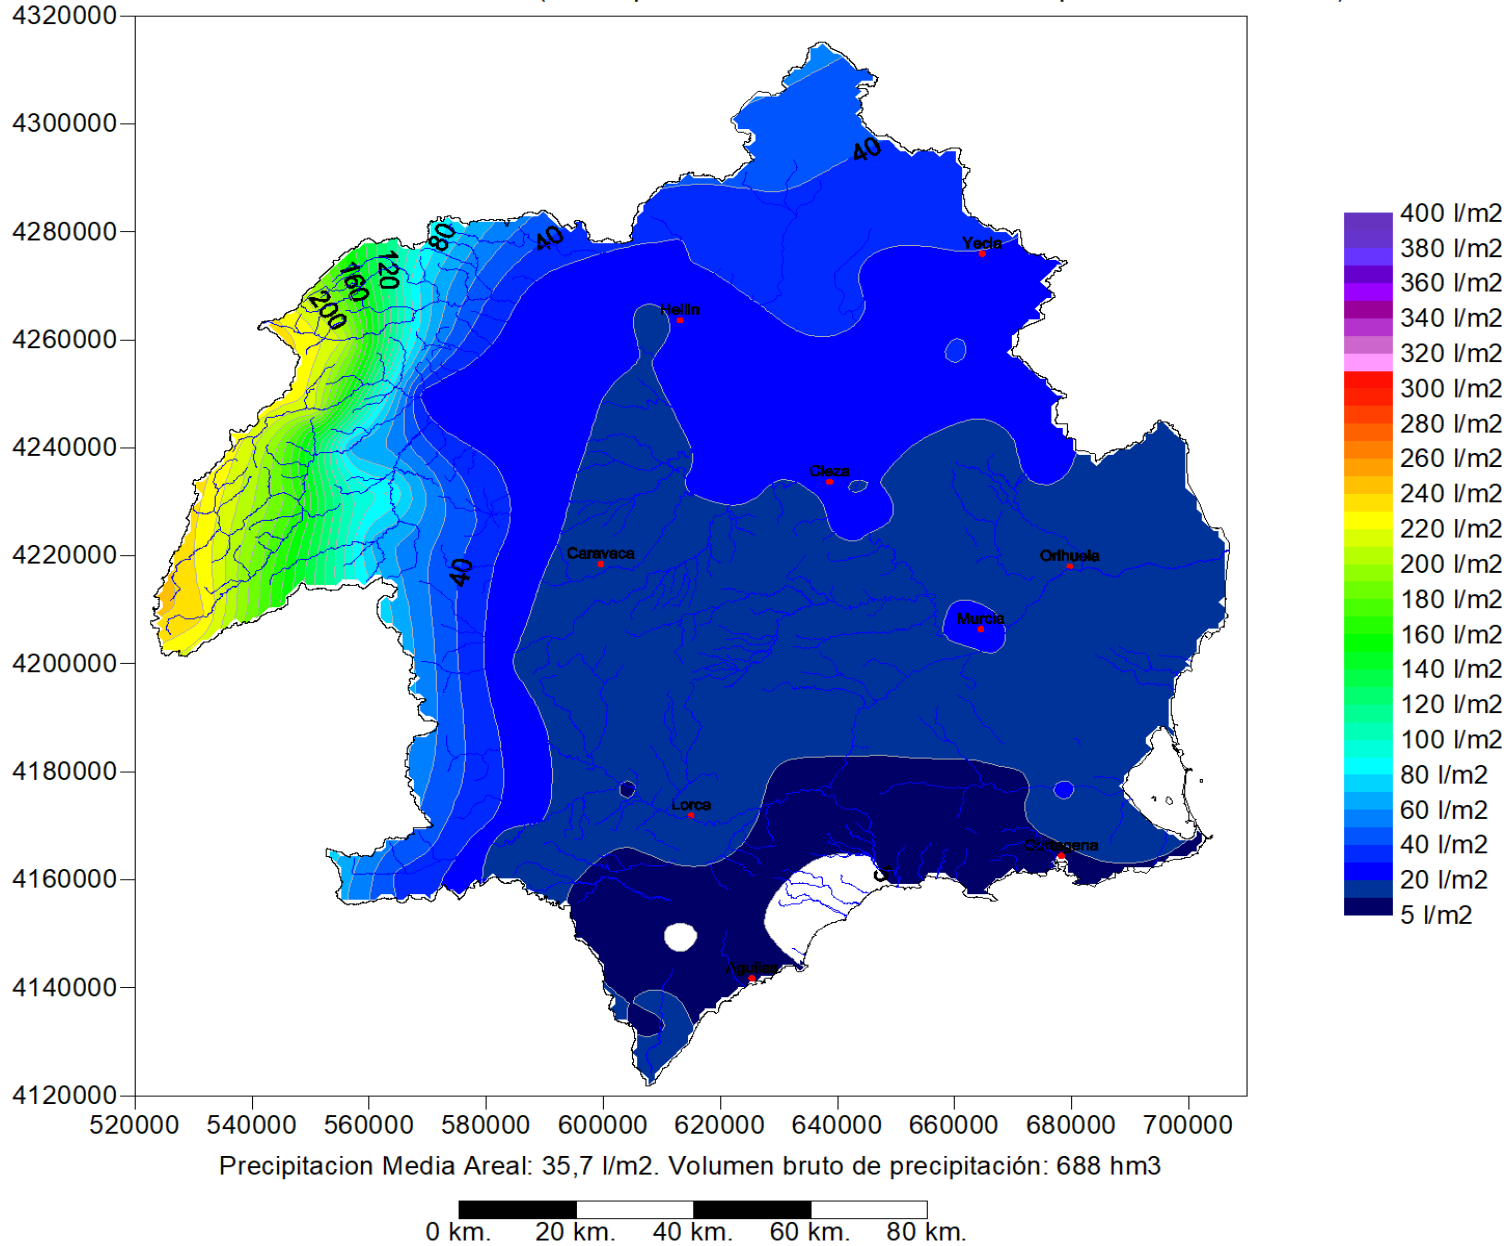 4320000
4300000
4280000
4260000
4240000
4220000
4200000
4180000
4160000
4140000
4120000
520000 540000 560000 580000 600000 620000 640000 660000 680000 700000
40
80
40
120
160
200
40
5
Yecla
Hellin
Cieza
Caravaca
Orihuela
Murcia
Lorca
Cartagena
Aguilas
400 l/m2
380 l/m2
360 l/m2
340 l/m2
320 l/m2
300 l/m2
280 l/m2
260 l/m2
240 l/m2
220 l/m2
200 l/m2
180 l/m2
160 l/m2
140 l/m2
120 l/m2
100 l/m2
80 l/m2
60 l/m2
40 l/m2
20 l/m2
5 l/m2
Precipitacion Media Areal: 35,7 l/m2. Volumen bruto de precipitación: 688 hm3
0 km. 20 km. 40 km. 60 km. 80 km.